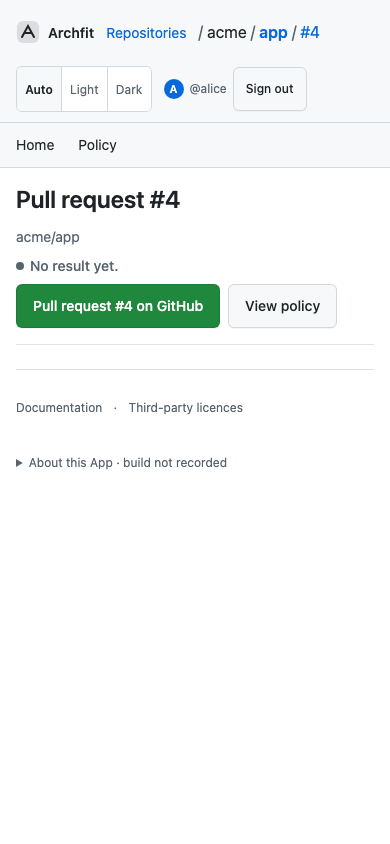 Archfit Repositories / acme / app / #4
Auto Light Dark A @alice Sign out
Home Policy
Pull request #4
acme/app
No result yet.
Pull request #4 on GitHub View policy
Documentation · Third-party licences
About this App · build not recorded